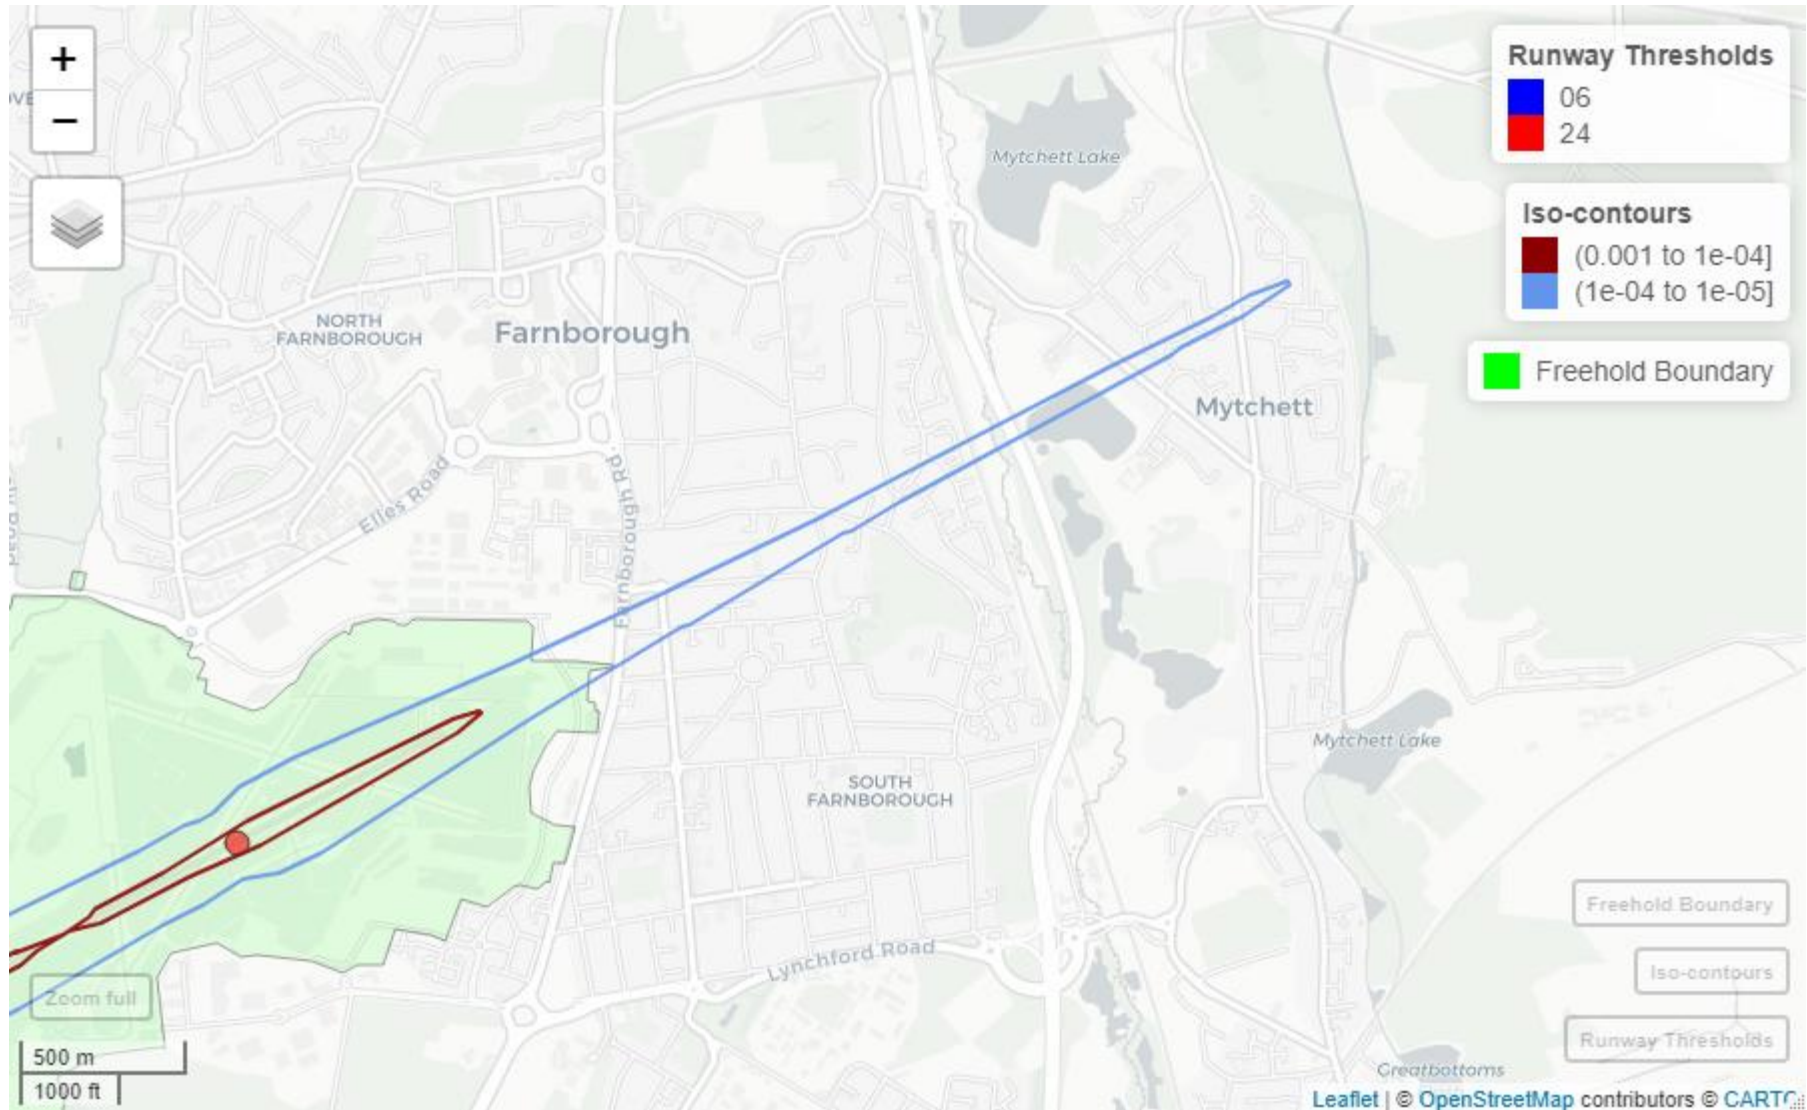 +
−
Runway Thresholds
06
24
Mytchett Lake
Iso-contours
(0.001 to 1e-04]
(1e-04 to 1e-05]
NORTH
FARNBOROUGH
Farnborough
Freehold Boundary
Mytchett
Elles Road
Farnborough Rd
Mytchett Lake
SOUTH
FARNBOROUGH
Freehold Boundary
Lynchford Road
Iso-contours
Zoom full
Runway Thresholds
500 m
1000 ft
Greatbottoms
Leaflet | © OpenStreetMap contributors © CARTO